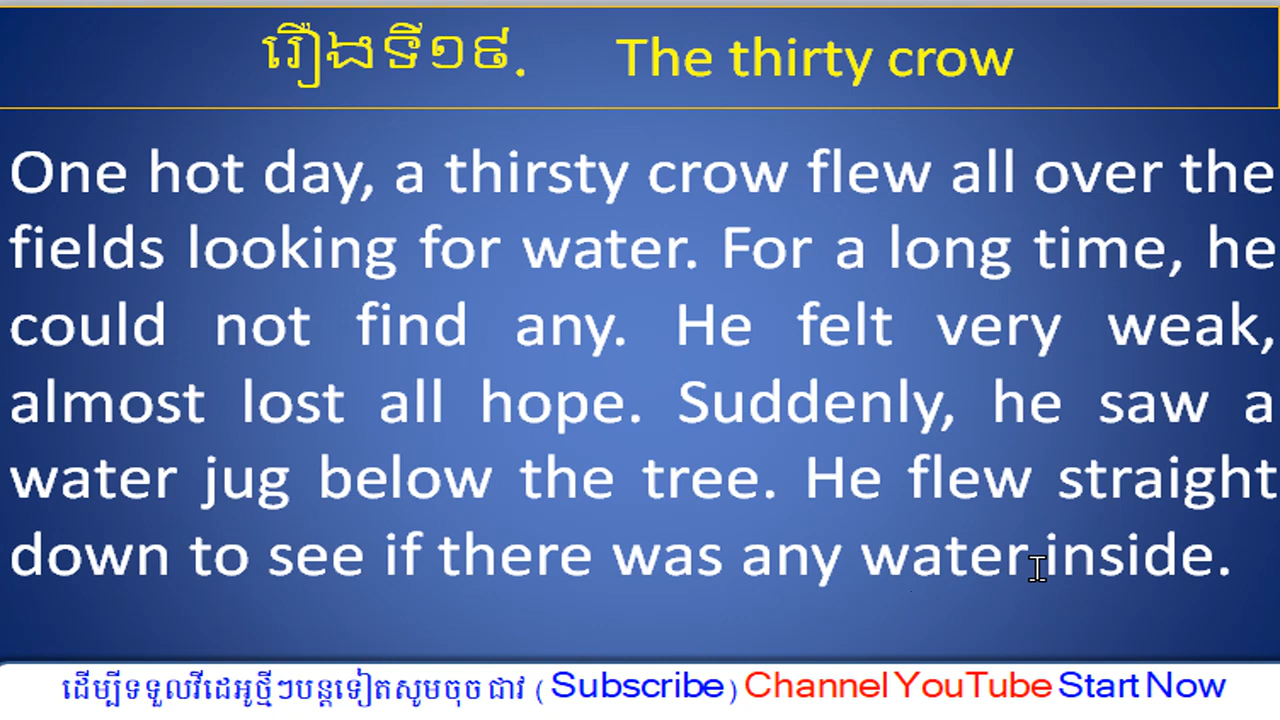 រឿងទី១៩. The thirty crow
One hot day, a thirsty crow flew all over the
fields looking for water. For a long time, he
could not find any. He felt very weak,
almost lost all hope. Suddenly, he saw a
water jug below the tree. He flew straight
down to see if there was any water inside.
ដើម្បីទទួលវីដេអូថ្មីៗបន្តទៀតសូមចុច ជាវ ( Subscribe ) Channel YouTube Start Now